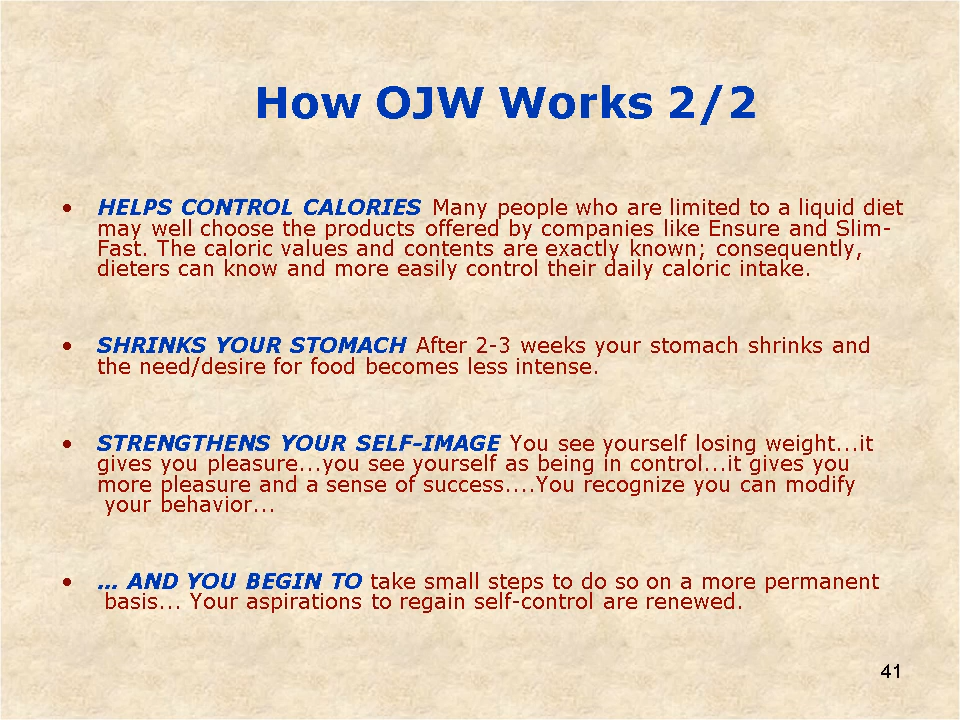 How OJW Works 2/2
• HELPS CONTROL CALORIES Many people who are limited to a liquid diet
may well choose the products offered by companies like Ensure and Slim-
Fast. The caloric values and contents are exactly known; consequently,
dieters can know and more easily control their daily caloric intake.
• SHRINKS YOUR STOMACH After 2-3 weeks your stomach shrinks and
the need/desire for food becomes less intense.
• STRENGTHENS YOUR SELF-IMAGE You see yourself losing weight...it
gives you pleasure...you see yourself as being in control...it gives you
more pleasure and a sense of success....You recognize you can modify
your behavior...
• ... AND YOU BEGIN TO take small steps to do so on a more permanent
basis... Your aspirations to regain self-control are renewed.
41